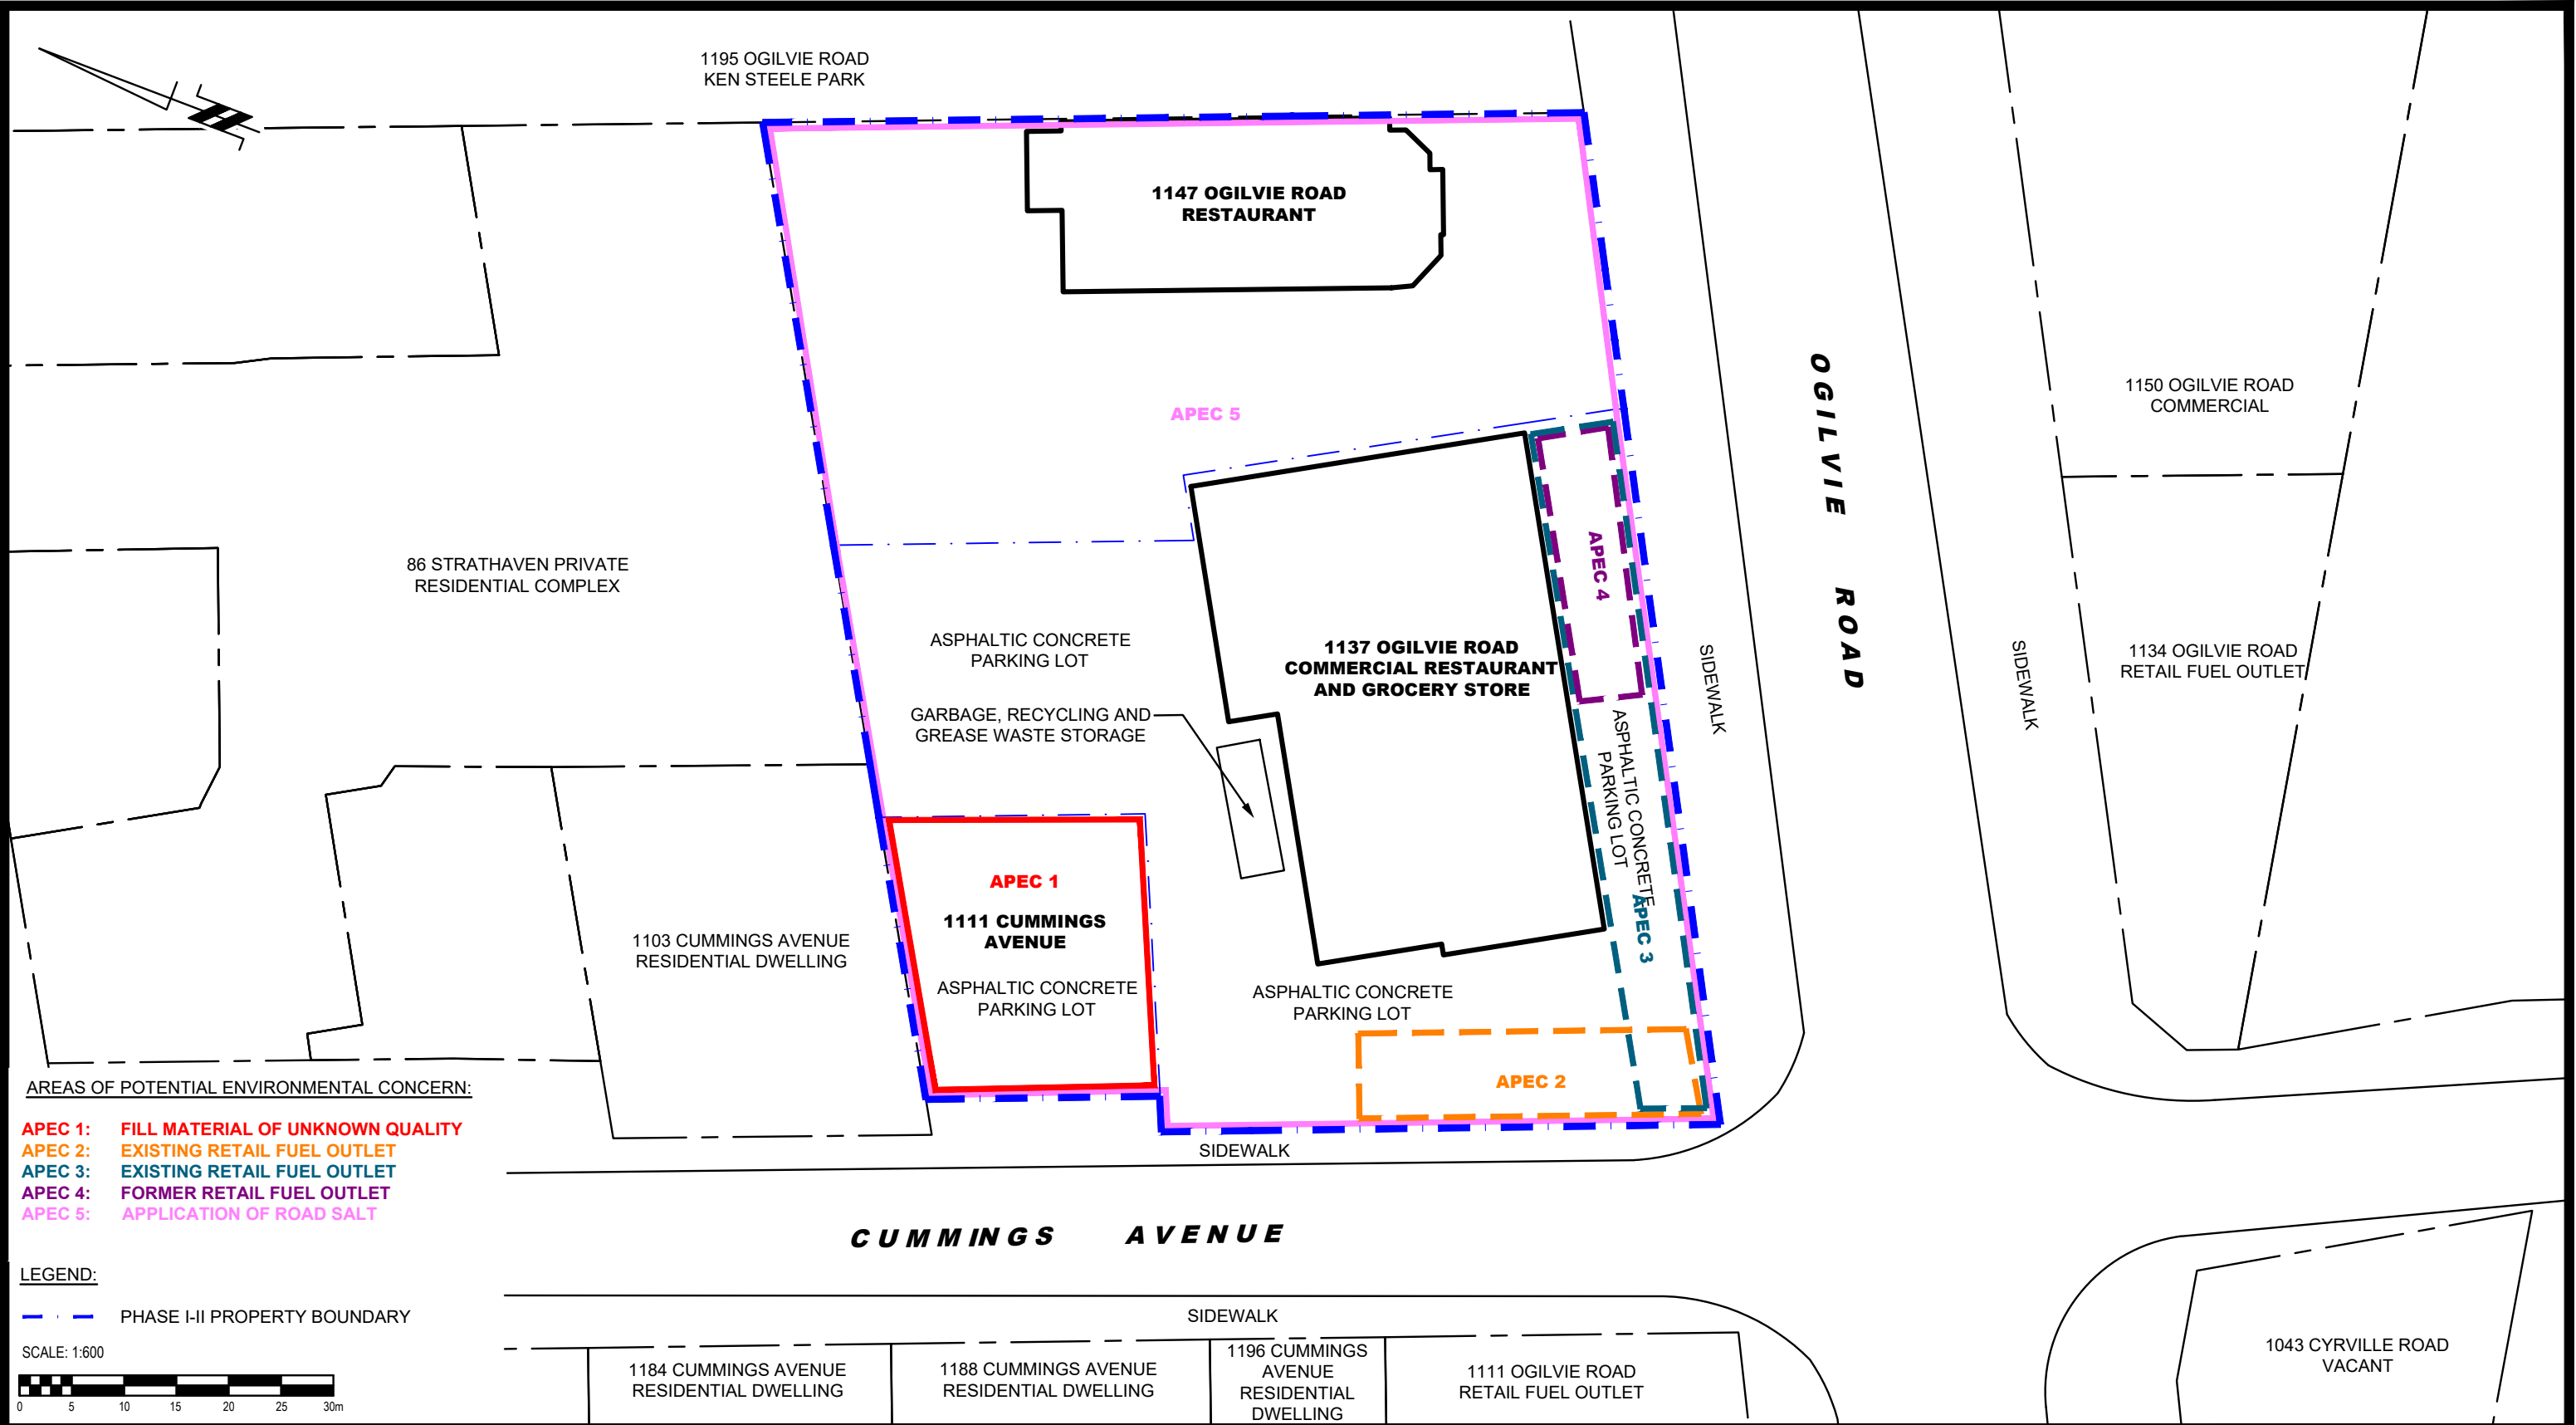 1195 OGILVIE ROAD
KEN STEELE PARK
1147 OGILVIE ROAD
RESTAURANT
APEC 5
OGILVIE ROAD
1150 OGILVIE ROAD
COMMERCIAL
86 STRATHAVEN PRIVATE
RESIDENTIAL COMPLEX
APEC 4
ASPHALTIC CONCRETE
PARKING LOT
1137 OGILVIE ROAD
COMMERCIAL RESTAURANT
AND GROCERY STORE
SIDEWALK
SIDEWALK
1134 OGILVIE ROAD
RETAIL FUEL OUTLET
GARBAGE, RECYCLING AND
GREASE WASTE STORAGE
ASPHALTIC CONCRETE
PARKING LOT
APEC 3
APEC 1
1111 CUMMINGS
AVENUE
ASPHALTIC CONCRETE
PARKING LOT
1103 CUMMINGS AVENUE
RESIDENTIAL DWELLING
ASPHALTIC CONCRETE
PARKING LOT
APEC 2
SIDEWALK
AREAS OF POTENTIAL ENVIRONMENTAL CONCERN:
APEC 1: FILL MATERIAL OF UNKNOWN QUALITY
APEC 2: EXISTING RETAIL FUEL OUTLET
APEC 3: EXISTING RETAIL FUEL OUTLET
APEC 4: FORMER RETAIL FUEL OUTLET
APEC 5: APPLICATION OF ROAD SALT
CUMMINGS AVENUE
LEGEND:
PHASE I-II PROPERTY BOUNDARY
SCALE: 1:600
0 5 10 15 20 25 30m
SIDEWALK
1184 CUMMINGS AVENUE
RESIDENTIAL DWELLING
1188 CUMMINGS AVENUE
RESIDENTIAL DWELLING
1196 CUMMINGS
AVENUE
RESIDENTIAL
DWELLING
1111 OGILVIE ROAD
RETAIL FUEL OUTLET
1043 CYRVILLE ROAD
VACANT